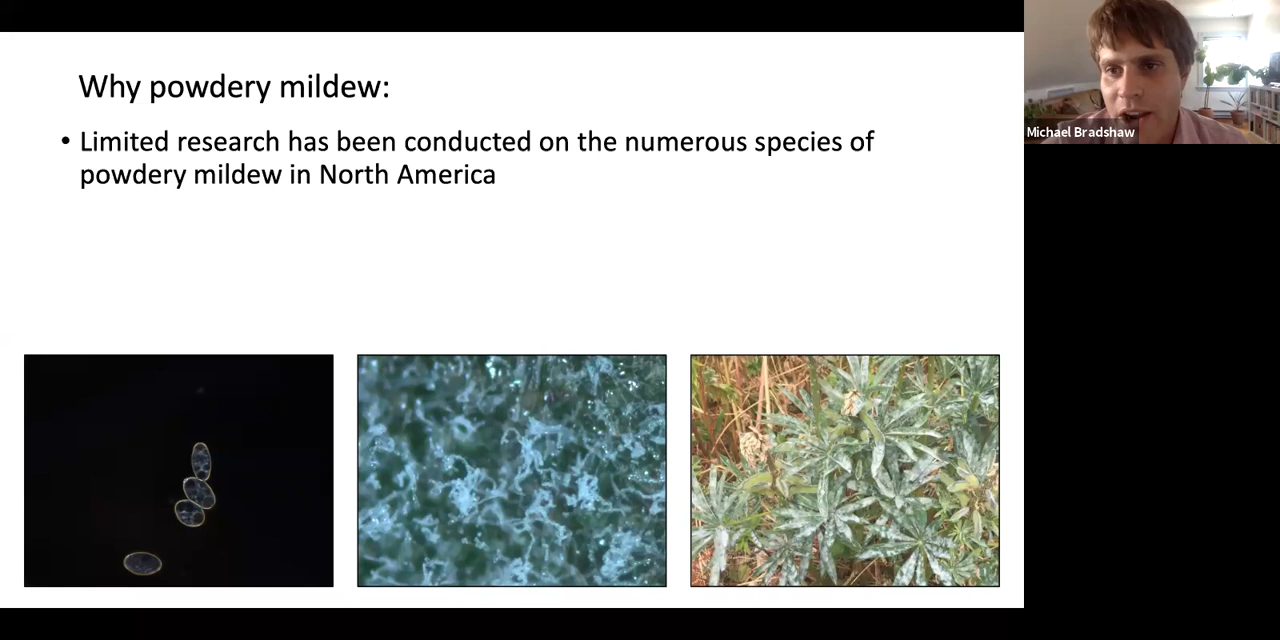 Why powdery mildew:
• Limited research has been conducted on the numerous species of
powdery mildew in North America
Michael Bradshaw